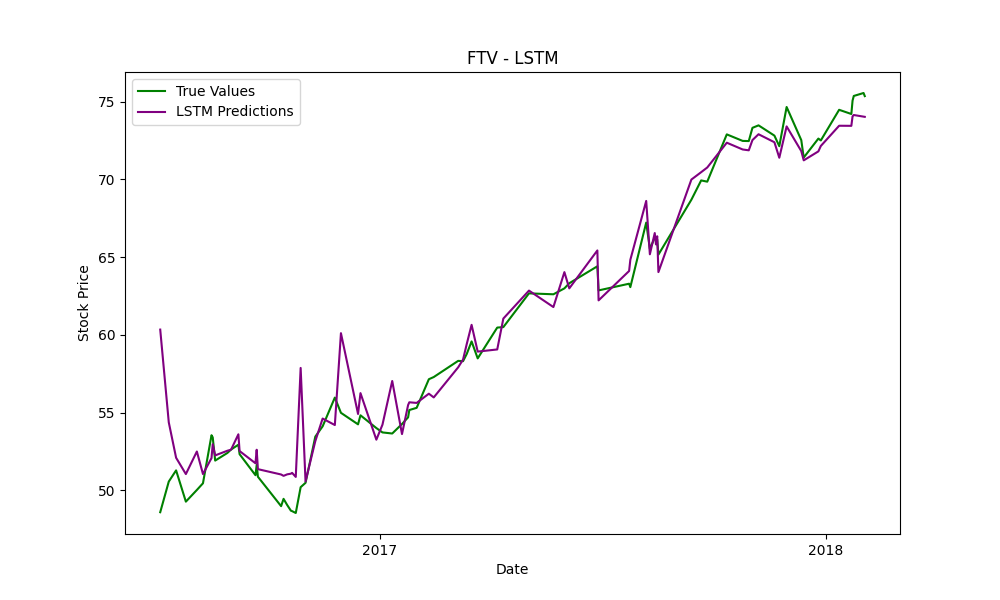 FTV - LSTM
True Values
LSTM Predictions
75
70
65
60
55
50
Stock Price
2017
2018
Date